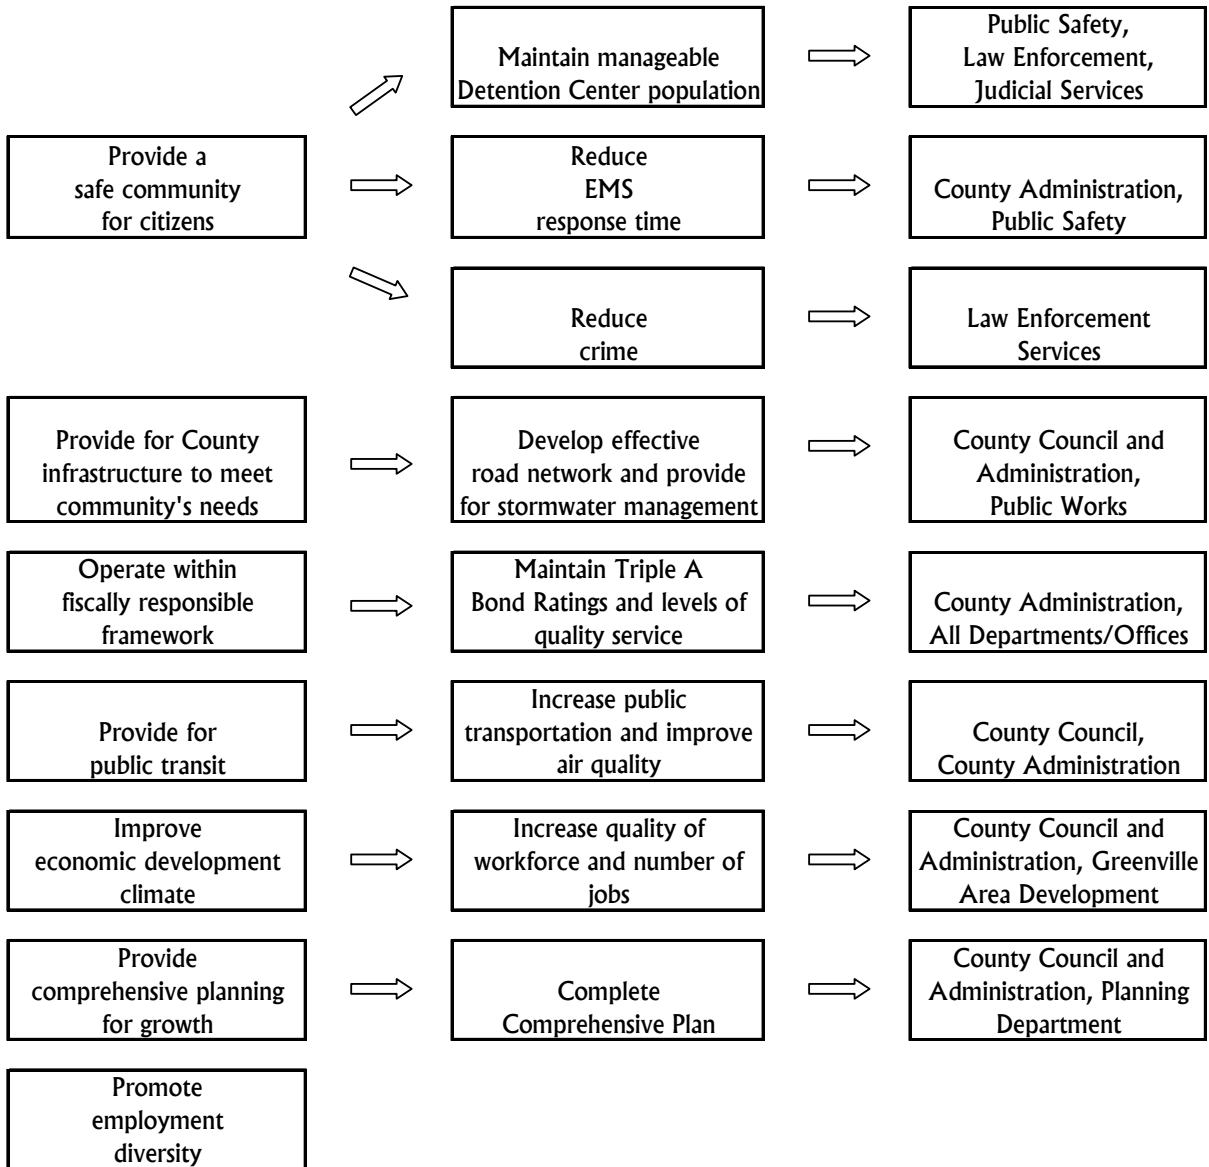 Maintain manageable
Detention Center population
Public Safety,
Law Enforcement,
Judicial Services
Provide a
safe community
for citizens
Reduce
EMS
response time
County Administration,
Public Safety
Reduce
crime
Law Enforcement
Services
Provide for County
infrastructure to meet
community's needs
Develop effective
road network and provide
for stormwater management
County Council and
Administration,
Public Works
Operate within
fiscally responsible
framework
Maintain Triple A
Bond Ratings and levels of
quality service
County Administration,
All Departments/Offices
Provide for
public transit
Increase public
transportation and improve
air quality
County Council,
County Administration
Improve
economic development
climate
Increase quality of
workforce and number of
jobs
County Council and
Administration, Greenville
Area Development
Provide
comprehensive planning
for growth
Complete
Comprehensive Plan
County Council and
Administration, Planning
Department
Promote
employment
diversity